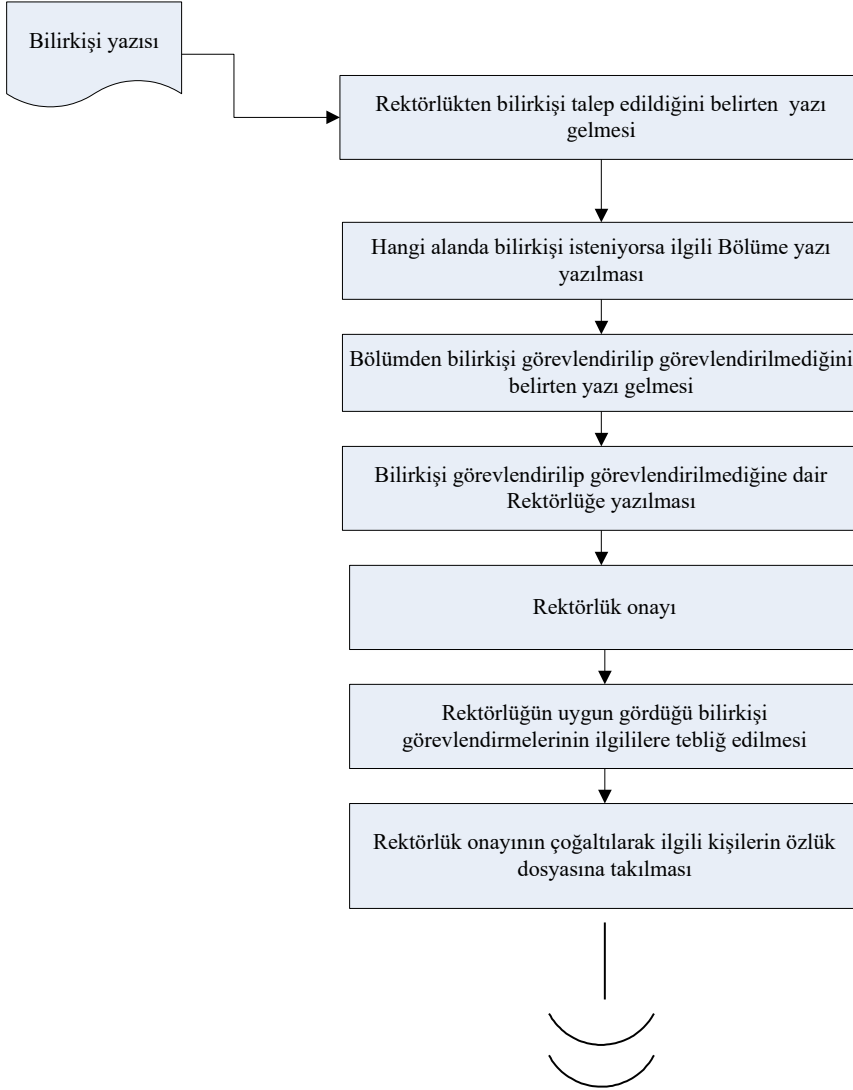 Bilirkişi yazısı
Rektörlükten bilirkişi talep edildiğini belirten  yazı
gelmesi
Hangi alanda bilirkişi isteniyorsa ilgili Bölüme yazı
yazılması
Bölümden bilirkişi görevlendirilip görevlendirilmediğini
belirten yazı gelmesi
Bilirkişi görevlendirilip görevlendirilmediğine dair
Rektörlüğe yazılması
Rektörlük onayı
Rektörlüğün uygun gördüğü bilirkişi
görevlendirmelerinin ilgililere tebliğ edilmesi
Rektörlük onayının çoğaltılarak ilgili kişilerin özlük
dosyasına takılması